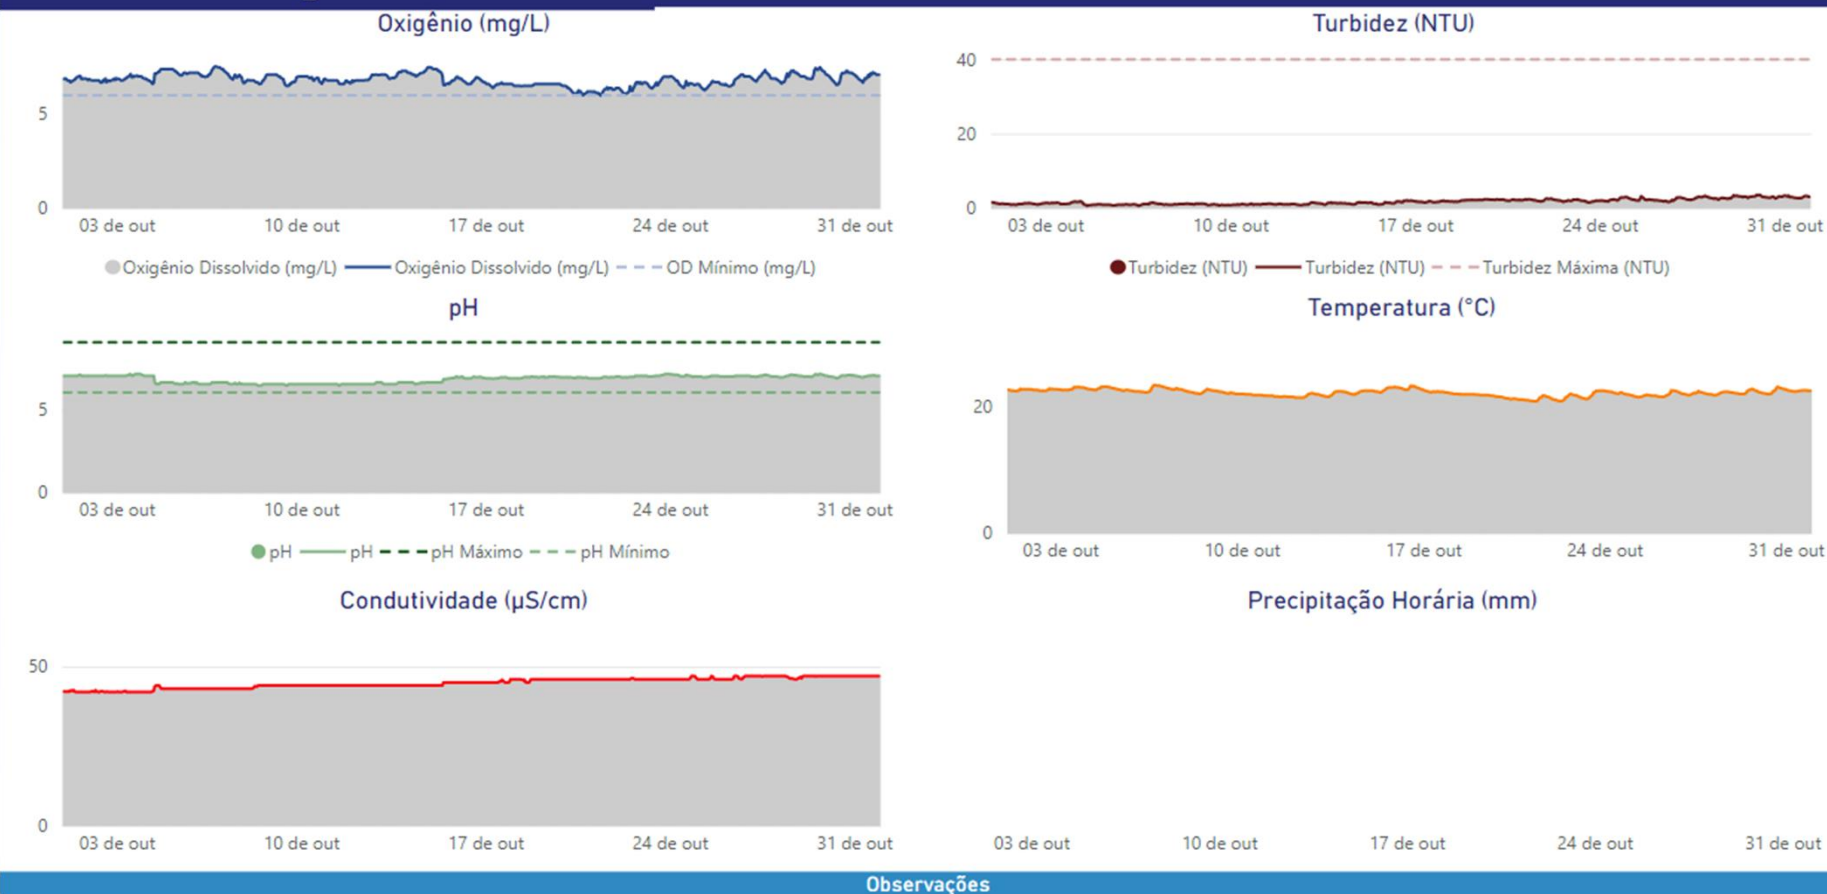 Oxigênio (mg/L)
5
0
03 de out 10 de out 17 de out 24 de out 31 de out
Oxigênio Dissolvido (mg/L) Oxigênio Dissolvido (mg/L) OD Mínimo (mg/L)
Turbidez (NTU)
40
20
0
03 de out 10 de out 17 de out 24 de out 31 de out
Turbidez (NTU) Turbidez (NTU) Turbidez Máxima (NTU)
pH
5
0
03 de out 10 de out 17 de out 24 de out 31 de out
pH pH pH Máximo pH Mínimo
Temperatura (°C)
20
0
03 de out 10 de out 17 de out 24 de out 31 de out
Condutividade (µS/cm)
50
0
03 de out 10 de out 17 de out 24 de out 31 de out
Precipitação Horária (mm)
03 de out 10 de out 17 de out 24 de out 31 de out
Observações